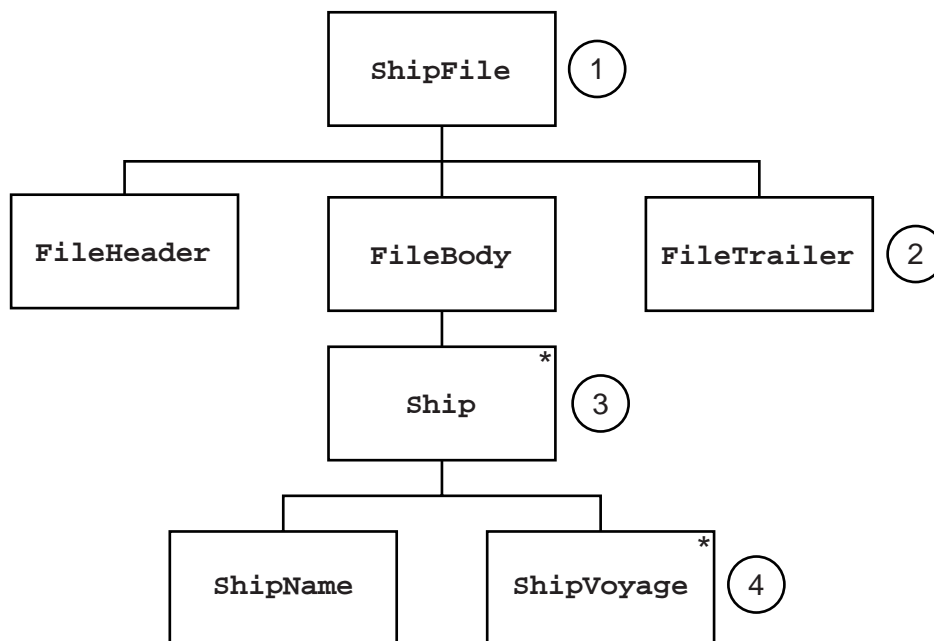 ShipFile
1
FileHeader
FileBody
FileTrailer
2
*
Ship
3
ShipName
*
ShipVoyage
4